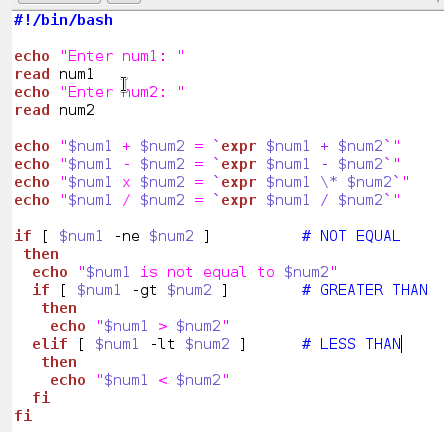 #!/bin/bash
echo "Enter num1: "
read num1
echo "Enter num2: "
read num2
echo "$num1 + $num2 = `expr $num1 + $num2`"
echo "$num1 - $num2 = `expr $num1 - $num2`"
echo "$num1 x $num2 = `expr $num1 \* $num2`"
echo "$num1 / $num2 = `expr $num1 / $num2`"
if [ $num1 -ne $num2 ] # NOT EQUAL
then
echo "$num1 is not equal to $num2"
if [ $num1 -gt $num2 ] # GREATER THAN
then
echo "$num1 > $num2"
elif [ $num1 -lt $num2 ] # LESS THAN
then
echo "$num1 < $num2"
fi
fi